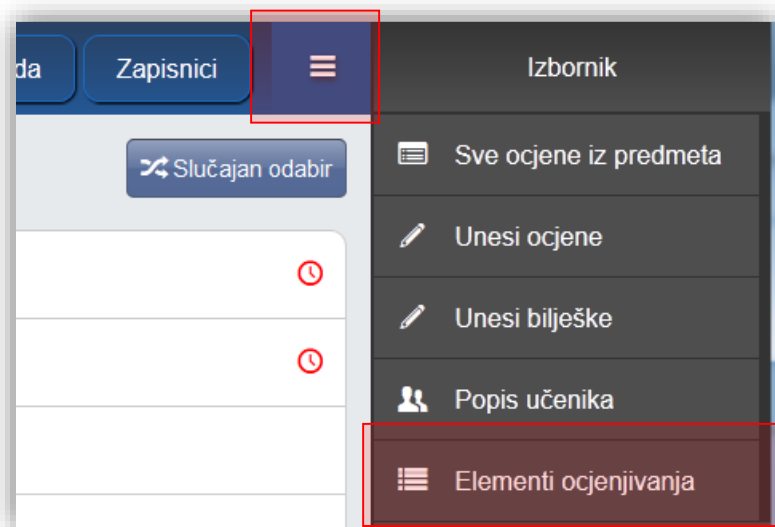 da
Zapisnici
Izbornik
Slučajan odabir
Sve ocjene iz predmeta
Unesi ocjene
Unesi bilješke
Popis učenika
Elementi ocjenjivanja